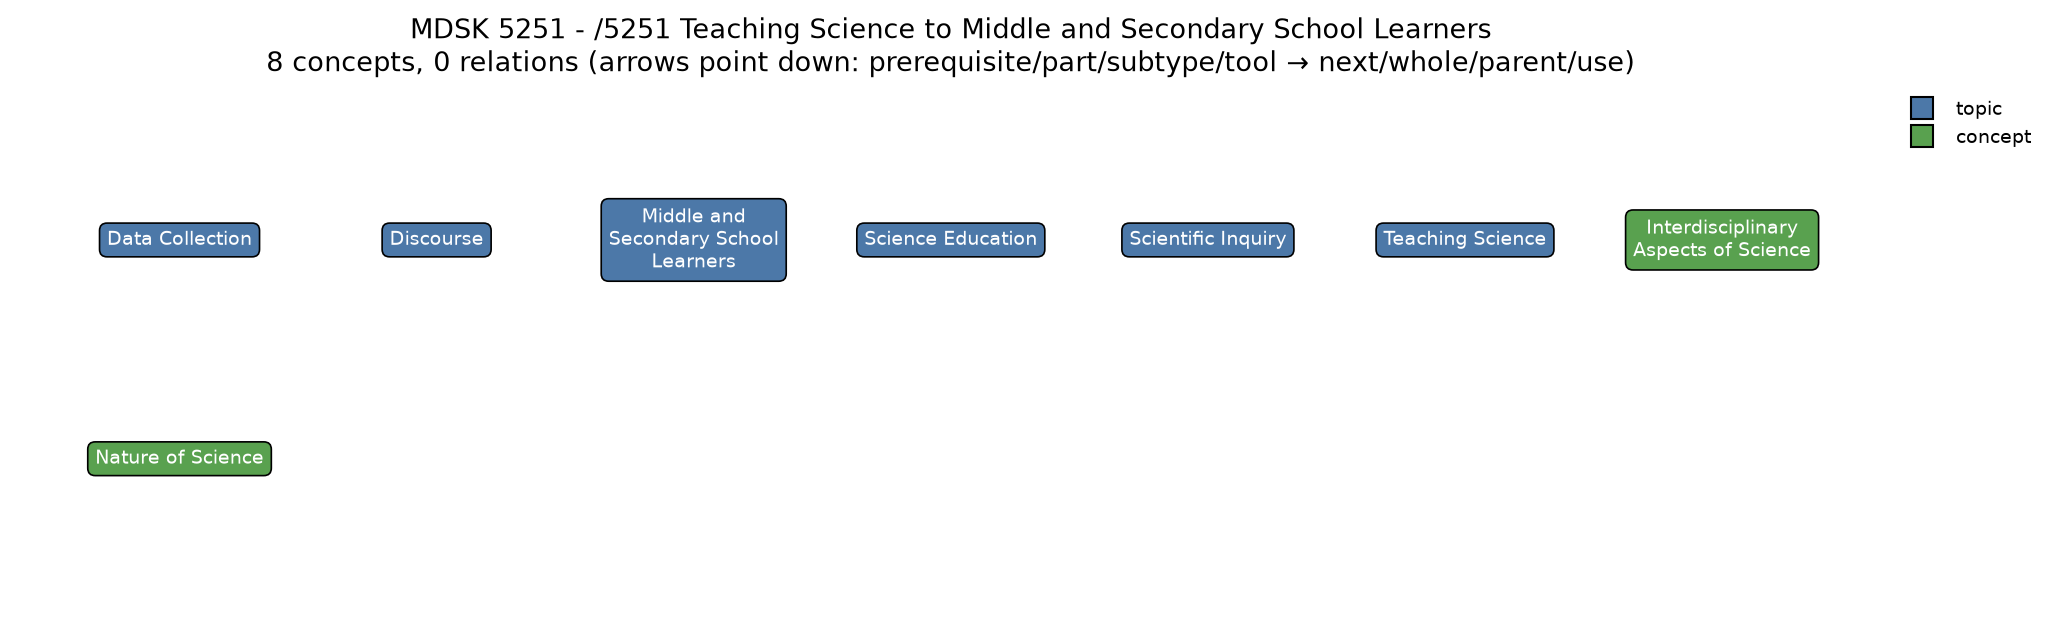 MDSK 5251 - /5251 Teaching Science to Middle and Secondary School Learners
8 concepts, 0 relations (arrows point down: prerequisite/part/subtype/tool → next/whole/parent/use)
topic
concept
Data Collection
Discourse
Middle and
Secondary School
Learners
Science Education
Scientific Inquiry
Teaching Science
Interdisciplinary
Aspects of Science
Nature of Science